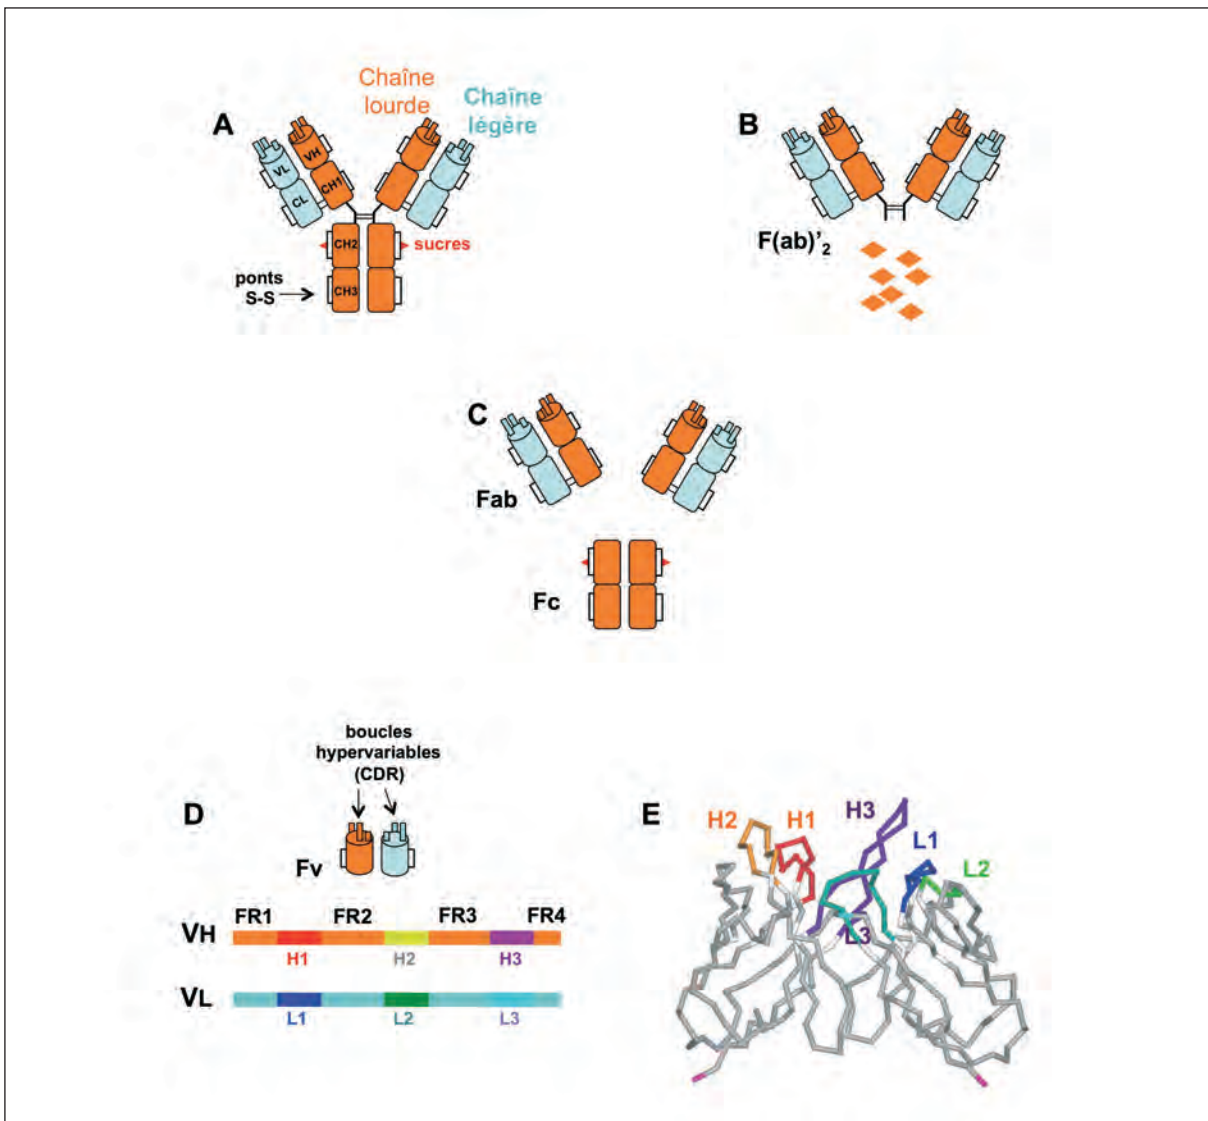 A
Chaîne
lourde
Chaîne
légère
VL
VH
CL
CH1
CH2
sucres
ponts
S-S
CH3
B
F(ab)'2
C
Fab
Fc
boucles
hypervariables
(CDR)
D
Fv
FR1 FR2 FR3 FR4
VH
H1 H2 H3
VL
L1 L2 L3
E
H2 H1 H3 L1 L2
L3